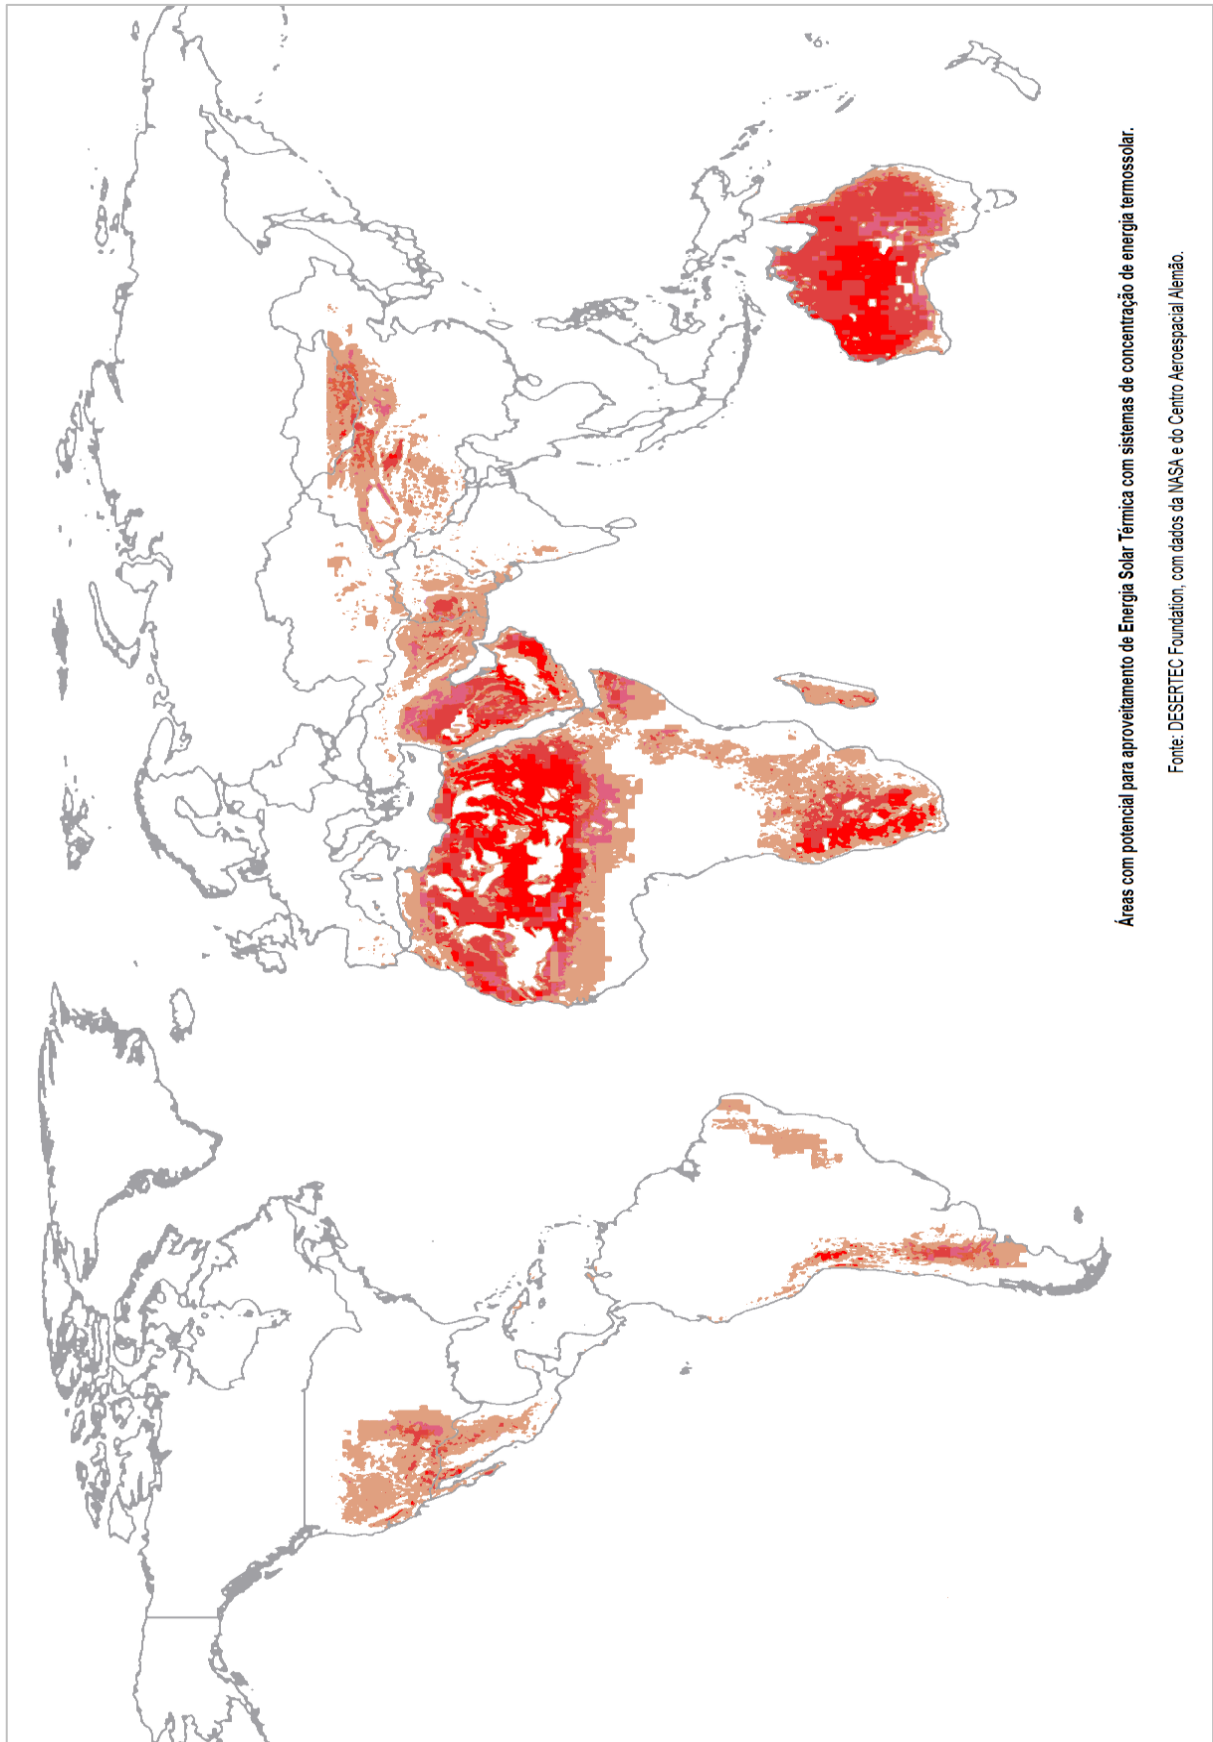 Áreas com potencial para aproveitamento de Energia Solar Térmica com sistemas de concentração de energia termossolar.
Fonte: DESERTEC Foundation, com dados da NASA e do Centro Aeroespacial Alemão.